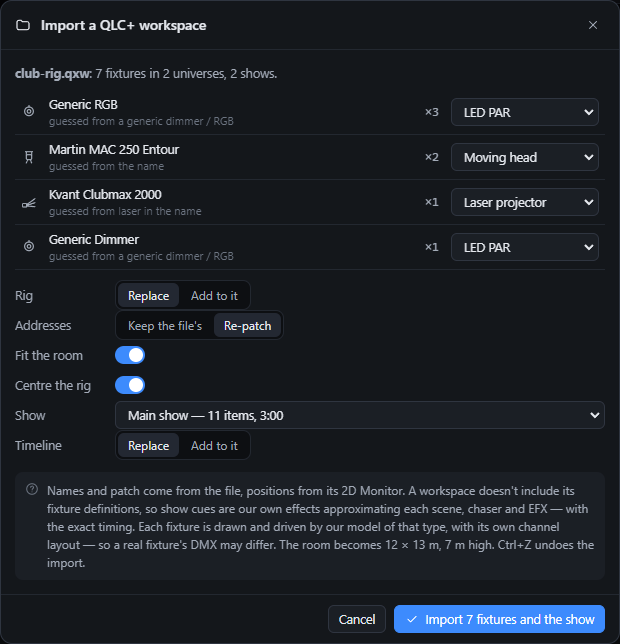 Import a QLC+ workspace
club-rig.qxw: 7 fixtures in 2 universes, 2 shows.
Generic RGB
guessed from a generic dimmer / RGB
×3
LED PAR
Martin MAC 250 Entour
guessed from the name
×2
Moving head
Kvant Clubmax 2000
guessed from laser in the name
×1
Laser projector
Generic Dimmer
guessed from a generic dimmer / RGB
×1
LED PAR
Rig
Replace Add to it
Addresses
Keep the file's Re-patch
Fit the room
Centre the rig
Show
Main show — 11 items, 3:00
Timeline
Replace Add to it
Names and patch come from the file, positions from its 2D Monitor. A workspace doesn't include its
fixture definitions, so show cues are our own effects approximating each scene, chaser and EFX — with
the exact timing. Each fixture is drawn and driven by our model of that type, with its own channel
layout — so a real fixture's DMX may differ. The room becomes 12 × 13 m, 7 m high. Ctrl+Z undoes the
import.
Cancel
Import 7 fixtures and the show